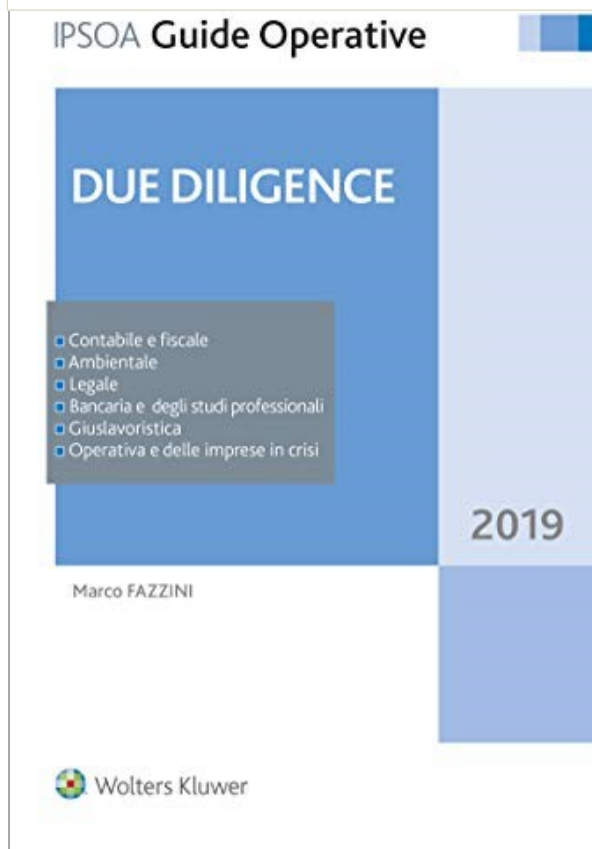 IPSOA Guide Operative
DUE DILIGENCE
Contabile e fiscale
Ambientale
Legale
Bancaria e degli studi professionali
Giuslavoristica
Operativa e delle imprese in crisi
2019
Marco FAZZINI
Wolters Kluwer